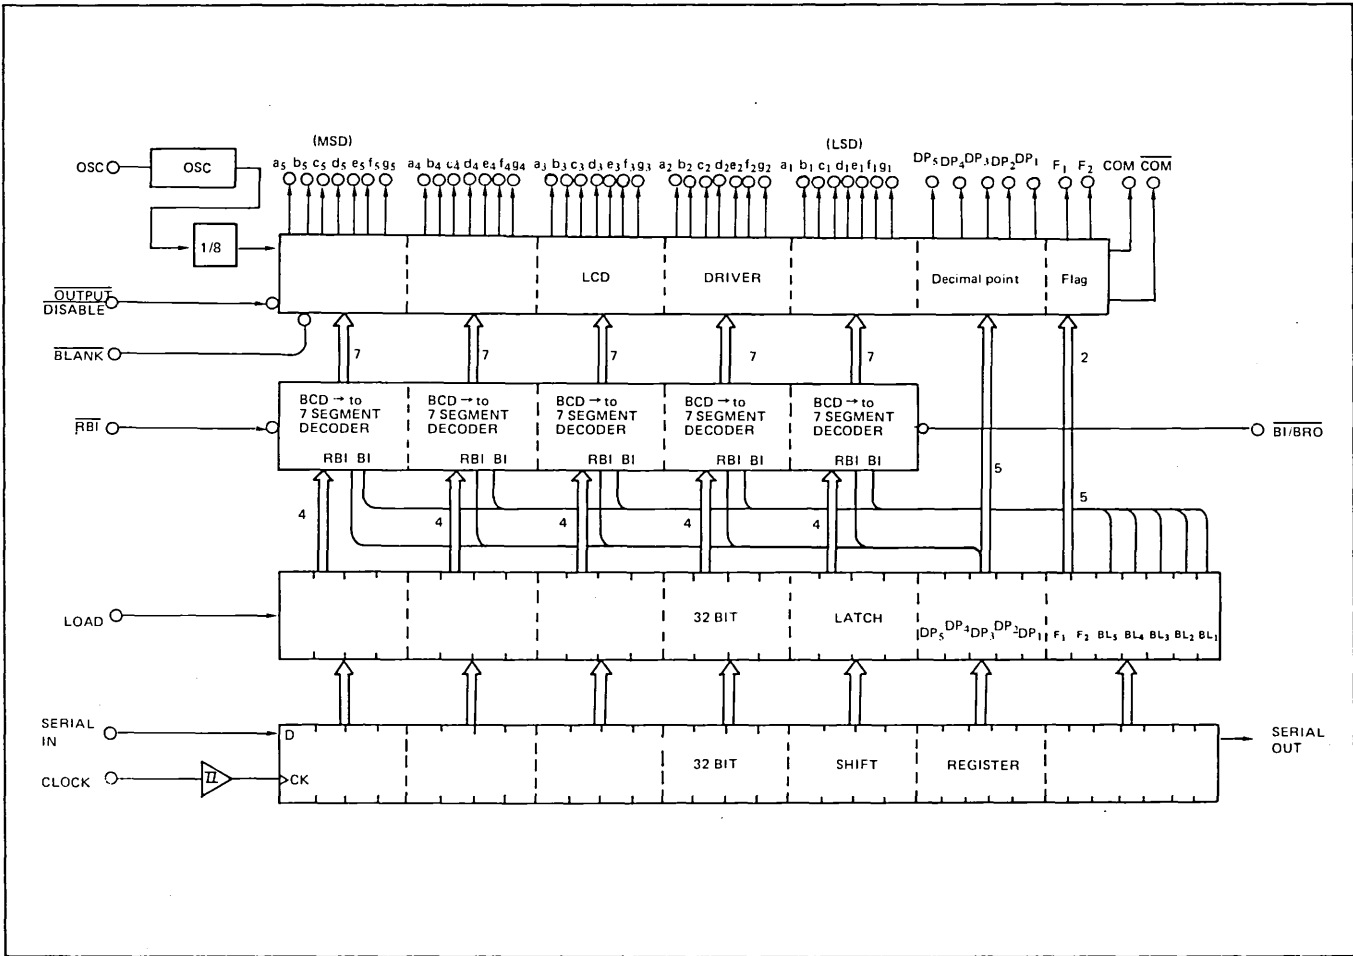 (MSD) (LSD)
OSC OSC
a5 b5 c5 d5 e5 f5 g5 a4 b4 c4 d4 e4 f4 g4 a3 b3 c3 d3 e3 f3 g3 a2 b2 c2 d2 e2 f2 g2 a1 b1 c1 d1 e1 f1 g1 DP5 DP4 DP3 DP2 DP1 F1 F2 COM COM
1/8
LCD DRIVER Decimal point Flag
OUTPUT
DISABLE
BLANK
7 7 7 7 7 2
BCD → to BCD → to BCD → to BCD → to BCD → to
7 SEGMENT 7 SEGMENT 7 SEGMENT 7 SEGMENT 7 SEGMENT
DECODER DECODER DECODER DECODER DECODER
RBI
BI/BRO
RBI BI RBI BI RBI BI RBI BI RBI BI
5
5
4 4 4 4 4
LOAD
32 BIT LATCH
DP5 DP4 DP3 DP2 DP1 F1 F2 BL5 BL4 BL3 BL2 BL1
SERIAL
IN
D
SERIAL
OUT
32 BIT SHIFT REGISTER
CLOCK
CK